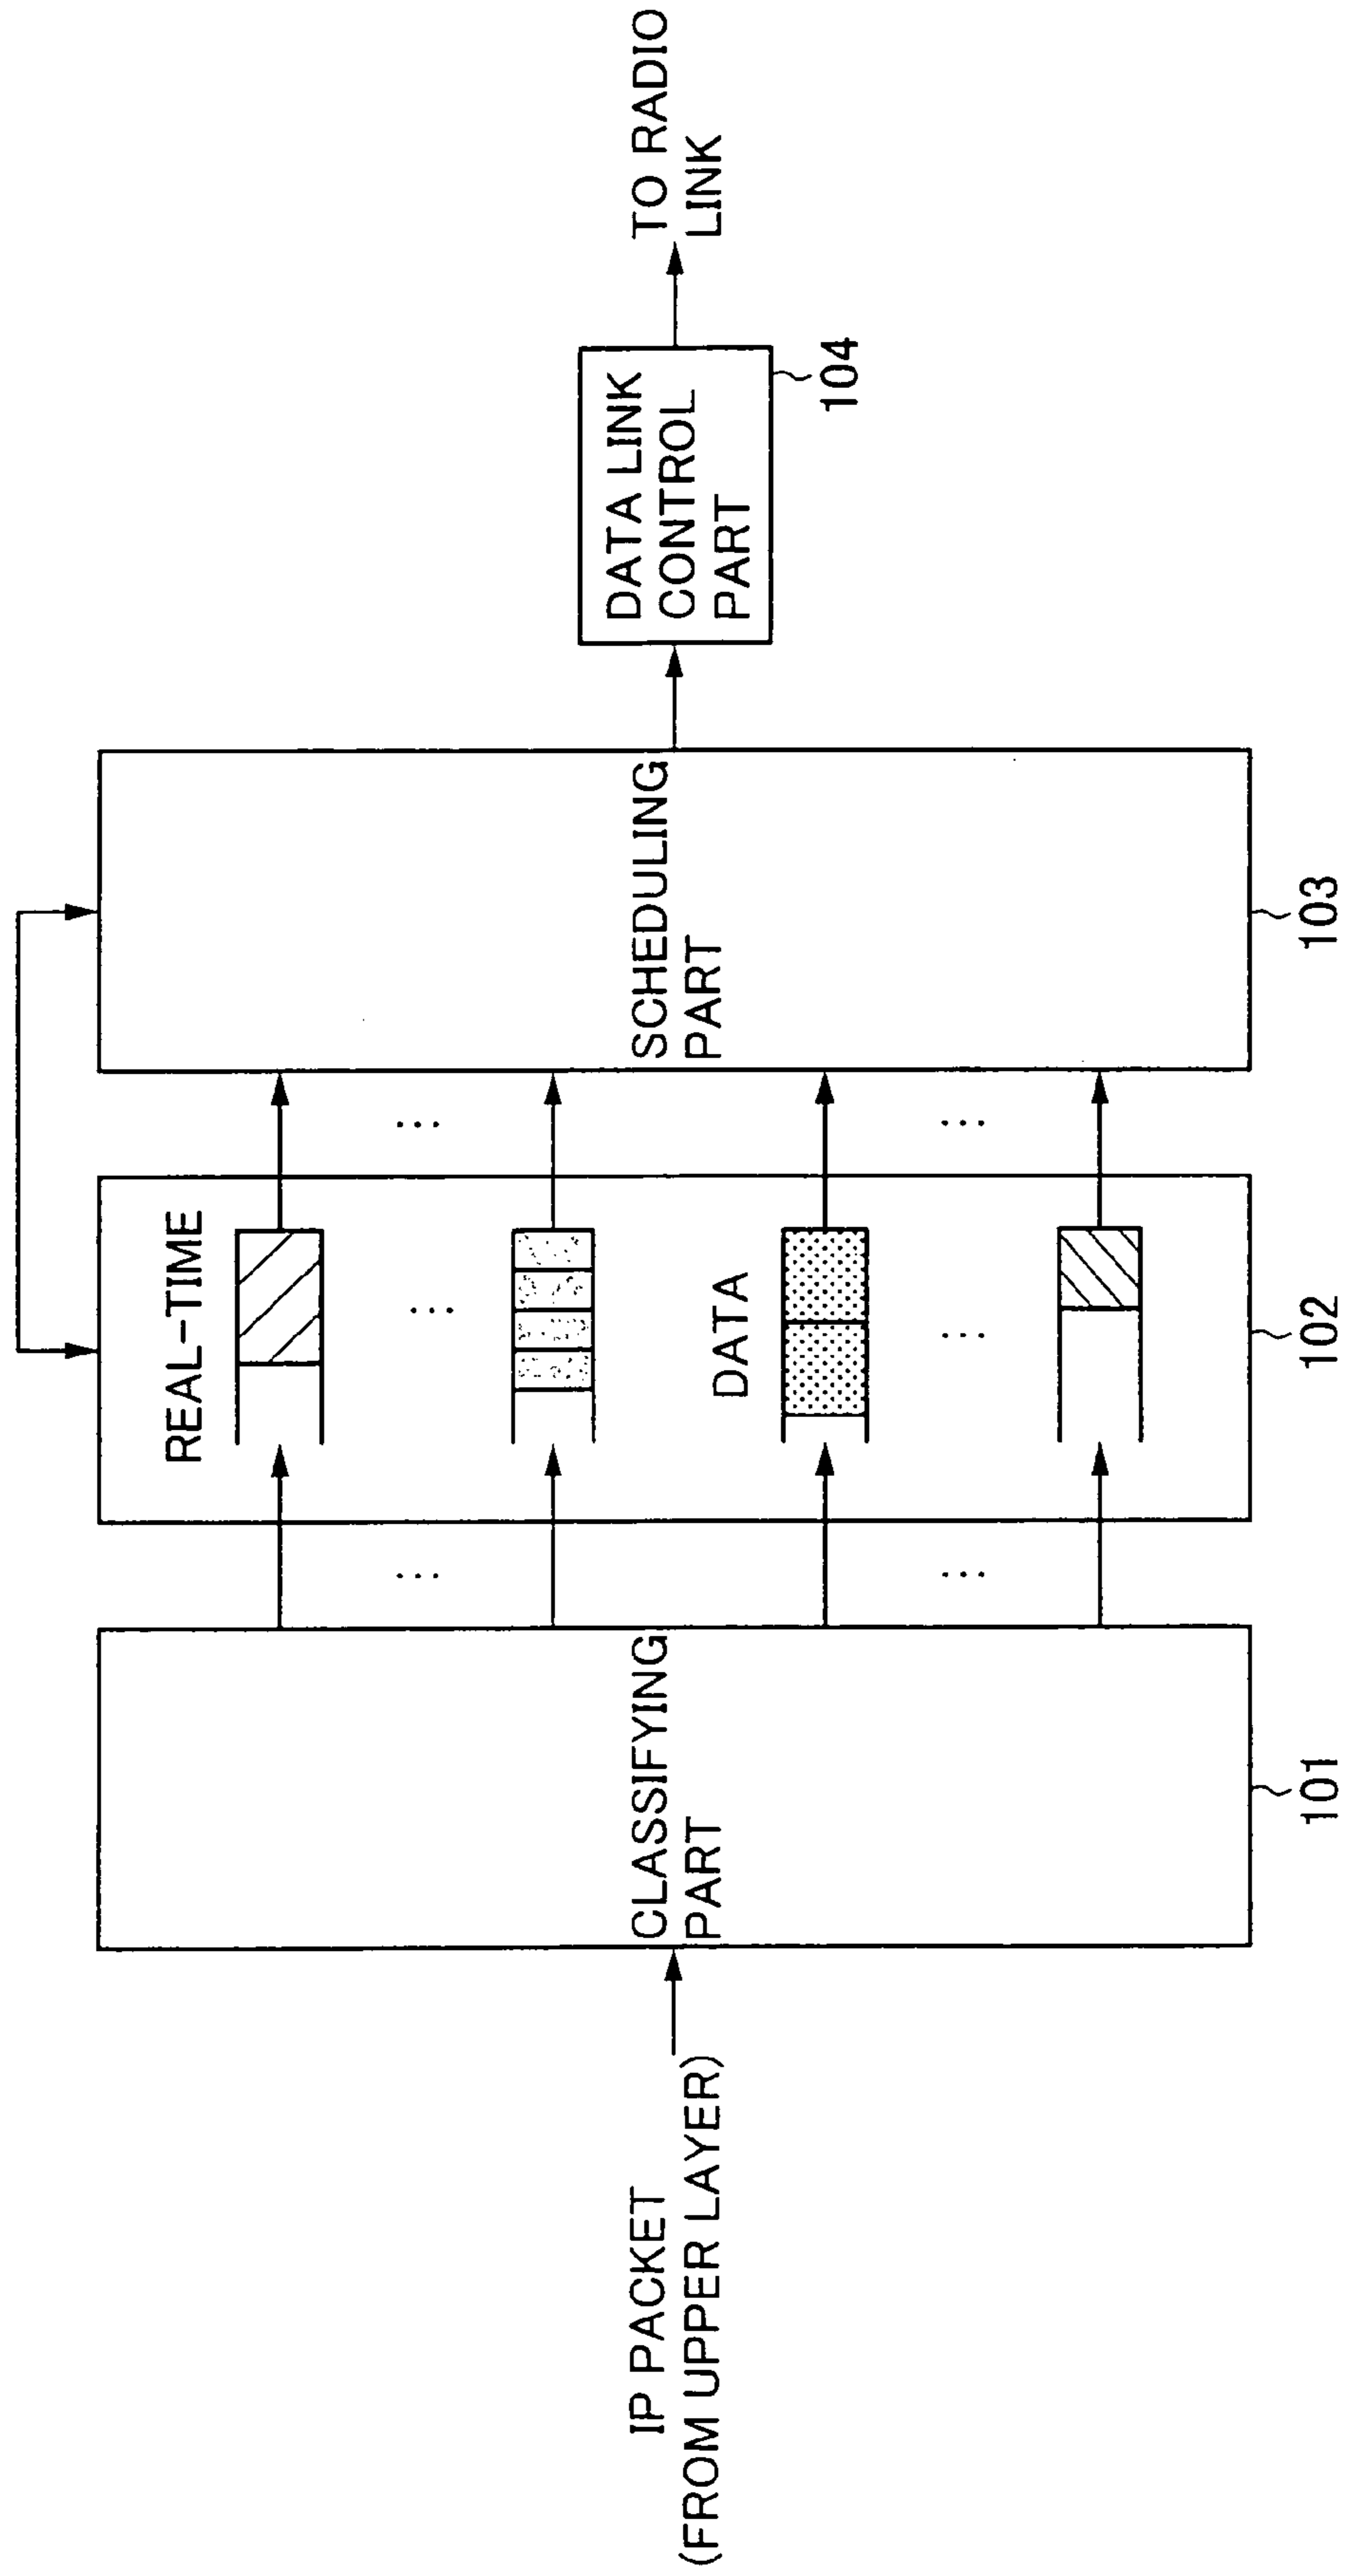 IP PACKET
(FROM UPPER LAYER)
CLASSIFYING
PART
101
REAL-TIME
...
...
...
DATA
...
...
...
102
SCHEDULING
PART
103
DATA LINK
CONTROL
PART
104
TO RADIO
LINK